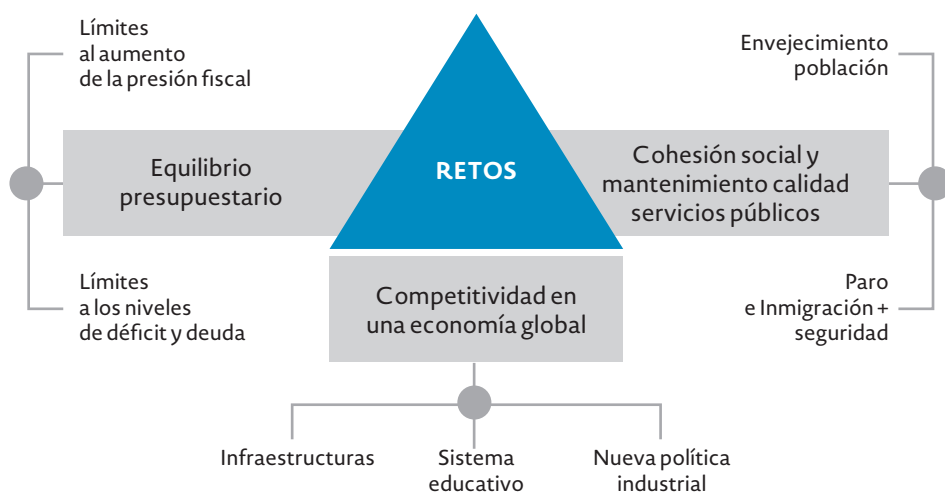 Límites
al aumento
de la presión fiscal
Envejecimiento
población
Equilibrio
presupuestario
RETOS
Cohesión social y
mantenimiento calidad
servicios públicos
Límites
a los niveles
de déficit y deuda
Competitividad en
una economía global
Paro
e Inmigración +
seguridad
Infraestructuras
Sistema
educativo
Nueva política
industrial